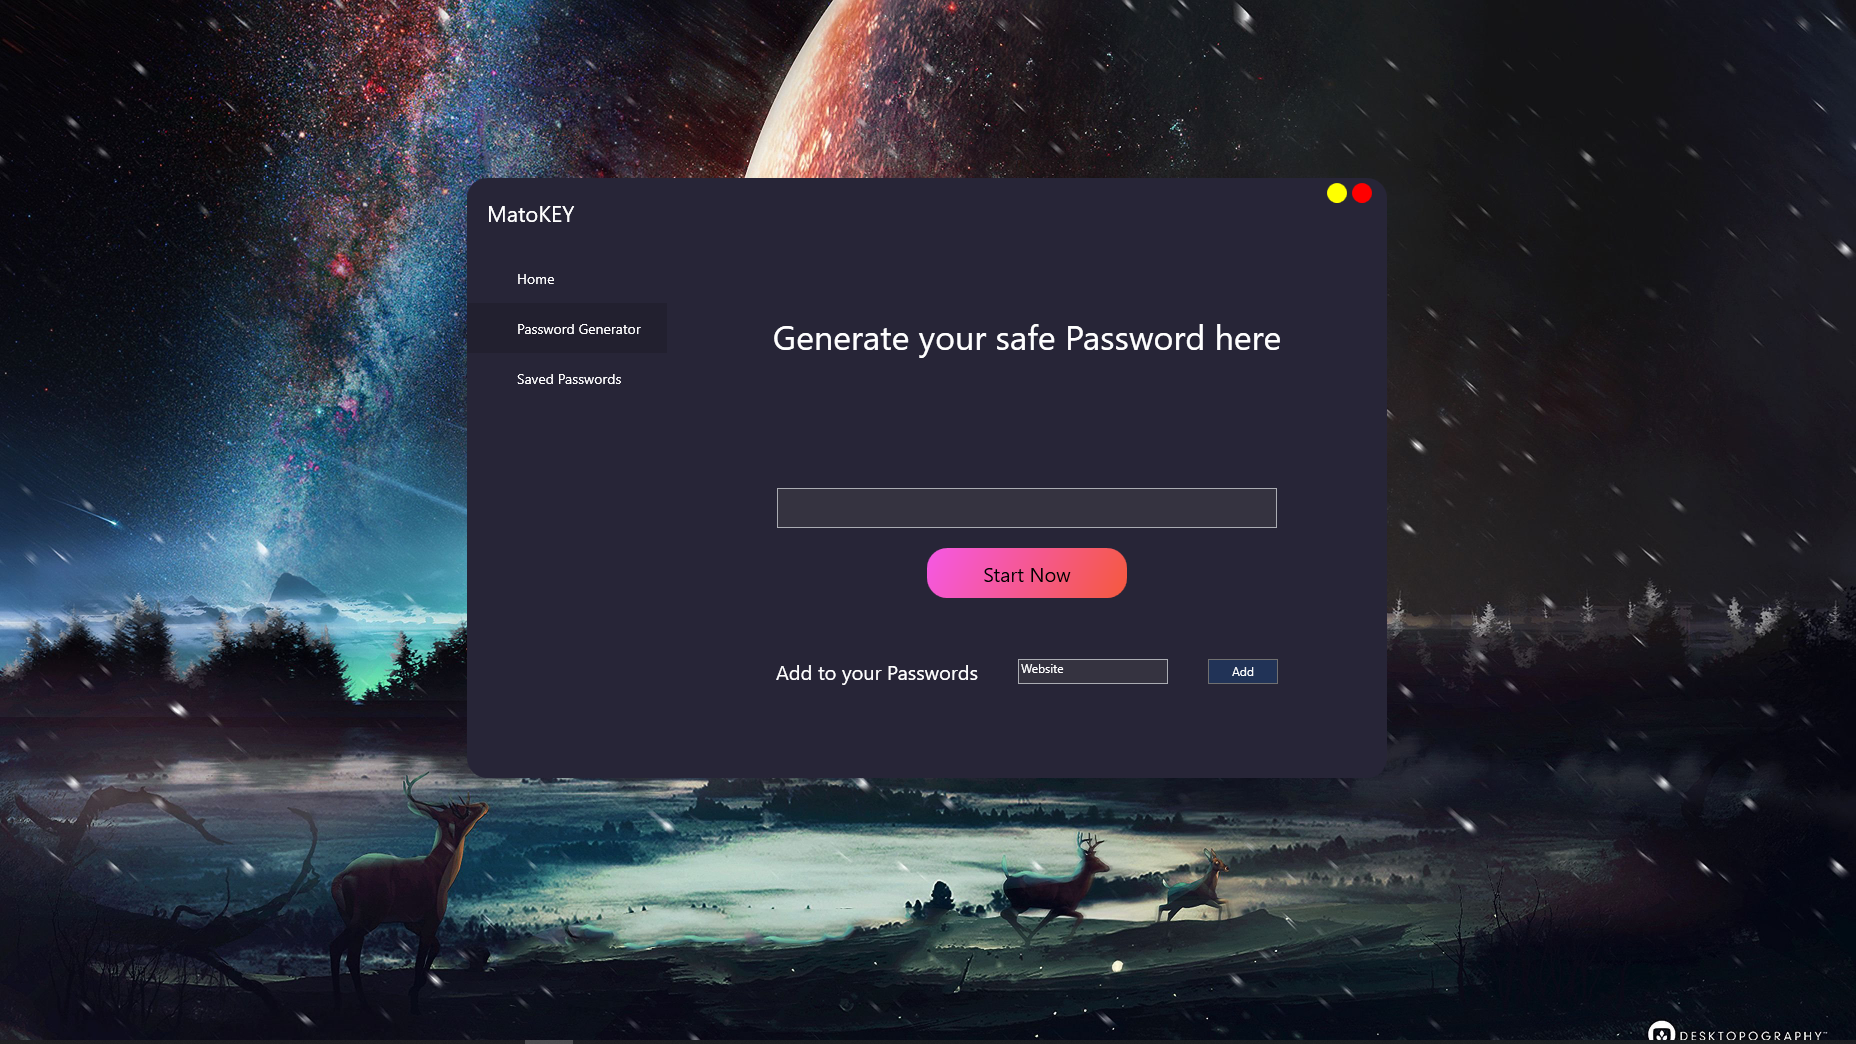 MatoKEY
Home
Password Generator
Saved Passwords
Generate your safe Password here
Start Now
Add to your Passwords
Website
Add
DESKTOPOGRAPHY™